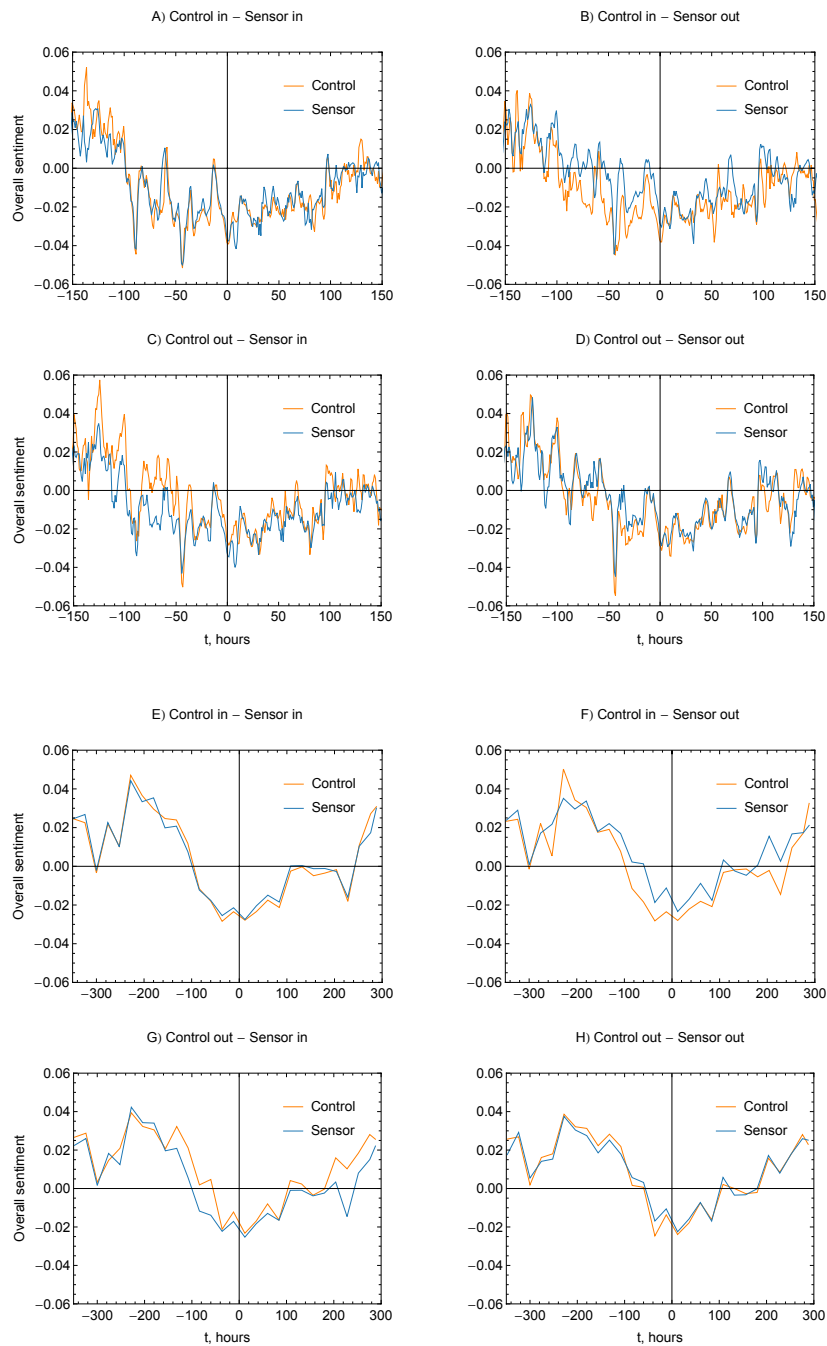 A) Control in − Sensor in
B) Control in − Sensor out
Overall sentiment
0.06
0.04
0.02
0.00
−0.02
−0.04
−0.06
−150 −100 −50 0 50 100 150
Control
Sensor
0.06
0.04
0.02
0.00
−0.02
−0.04
−0.06
−150 −100 −50 0 50 100 150
Control
Sensor
C) Control out − Sensor in
D) Control out − Sensor out
Overall sentiment
0.06
0.04
0.02
0.00
−0.02
−0.04
−0.06
−150 −100 −50 0 50 100 150
t, hours
Control
Sensor
0.06
0.04
0.02
0.00
−0.02
−0.04
−0.06
−150 −100 −50 0 50 100 150
t, hours
Control
Sensor
E) Control in − Sensor in
F) Control in − Sensor out
Overall sentiment
0.06
0.04
0.02
0.00
−0.02
−0.04
−0.06
−300 −200 −100 0 100 200 300
Control
Sensor
0.06
0.04
0.02
0.00
−0.02
−0.04
−0.06
−300 −200 −100 0 100 200 300
Control
Sensor
G) Control out − Sensor in
H) Control out − Sensor out
Overall sentiment
0.06
0.04
0.02
0.00
−0.02
−0.04
−0.06
−300 −200 −100 0 100 200 300
t, hours
Control
Sensor
0.06
0.04
0.02
0.00
−0.02
−0.04
−0.06
−300 −200 −100 0 100 200 300
t, hours
Control
Sensor